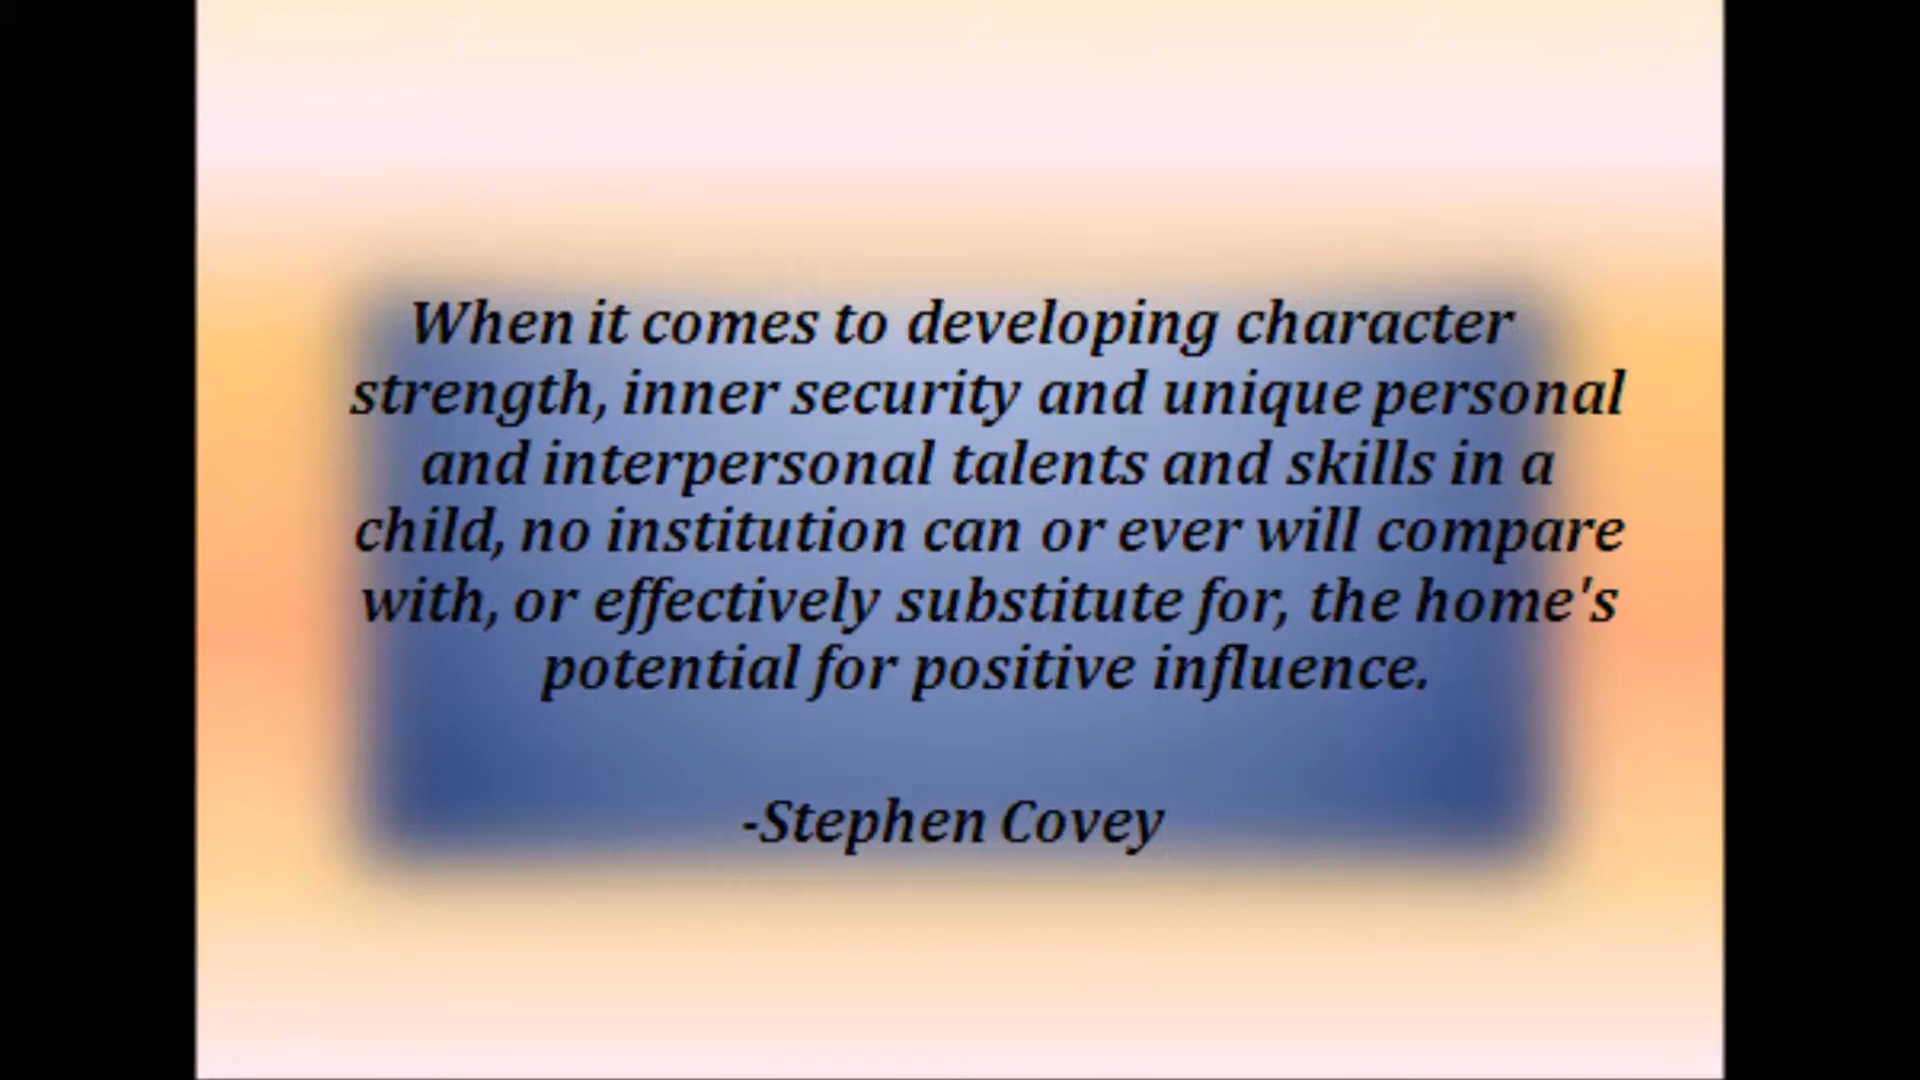 When it comes to developing character
strength, inner security and unique personal
and interpersonal talents and skills in a
child, no institution can or ever will compare
with, or effectively substitute for, the home's
potential for positive influence.
-Stephen Covey